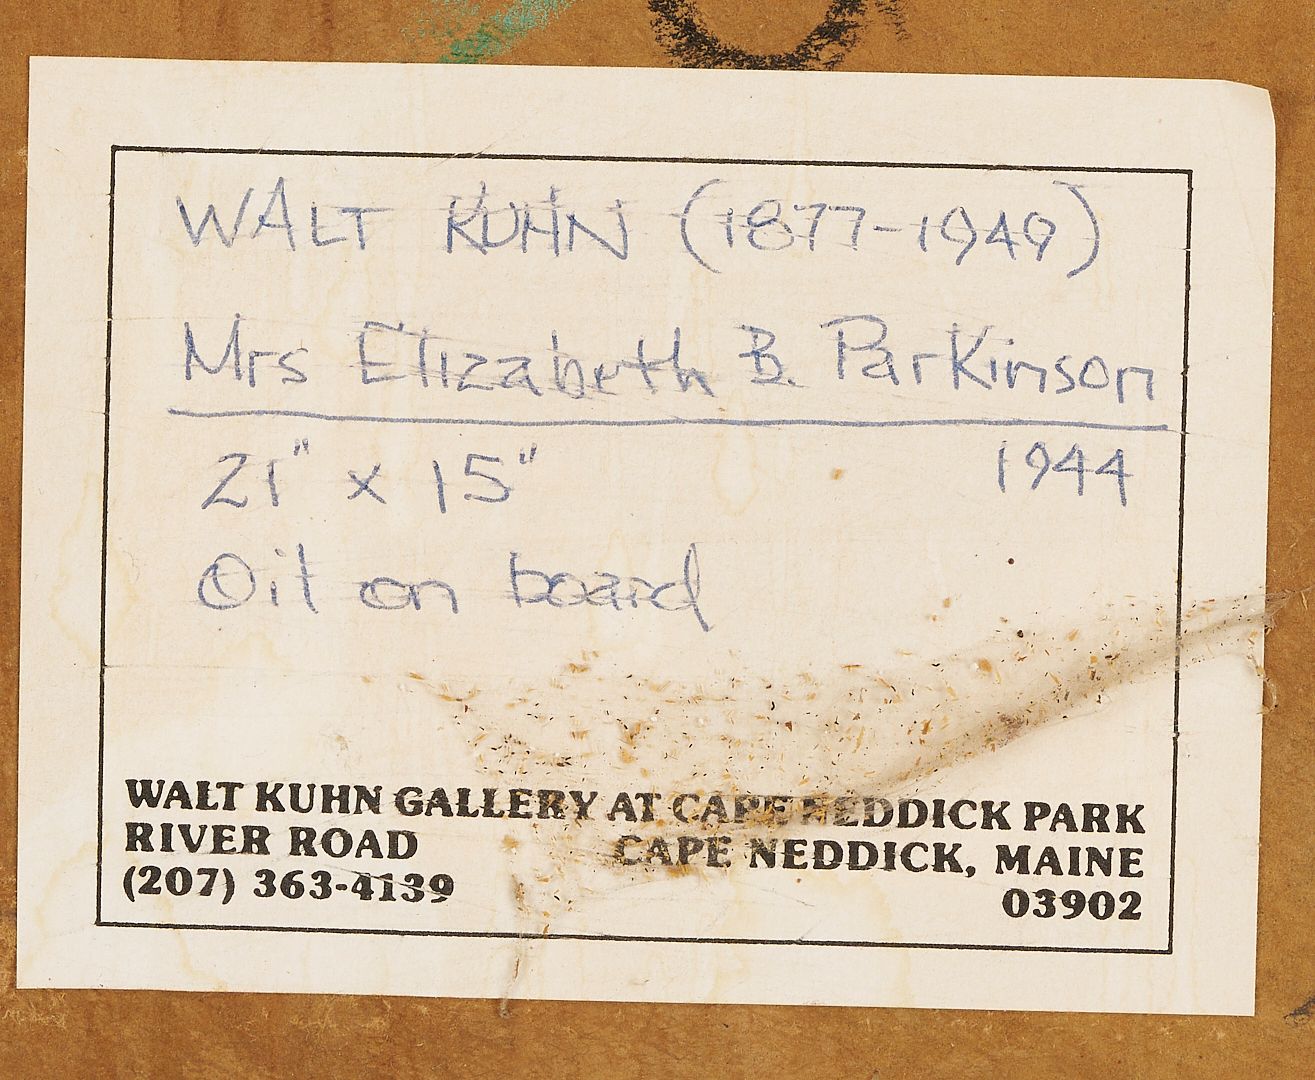 WALT KUHN (1877-1949)
Mrs Elizabeth B. Parkinson
21" x 15" 1944
Oil on board
WALT KUHN GALLERY AT CAPE NEDDICK PARK
RIVER ROAD CAPE NEDDICK, MAINE
(207) 363-4139 03902